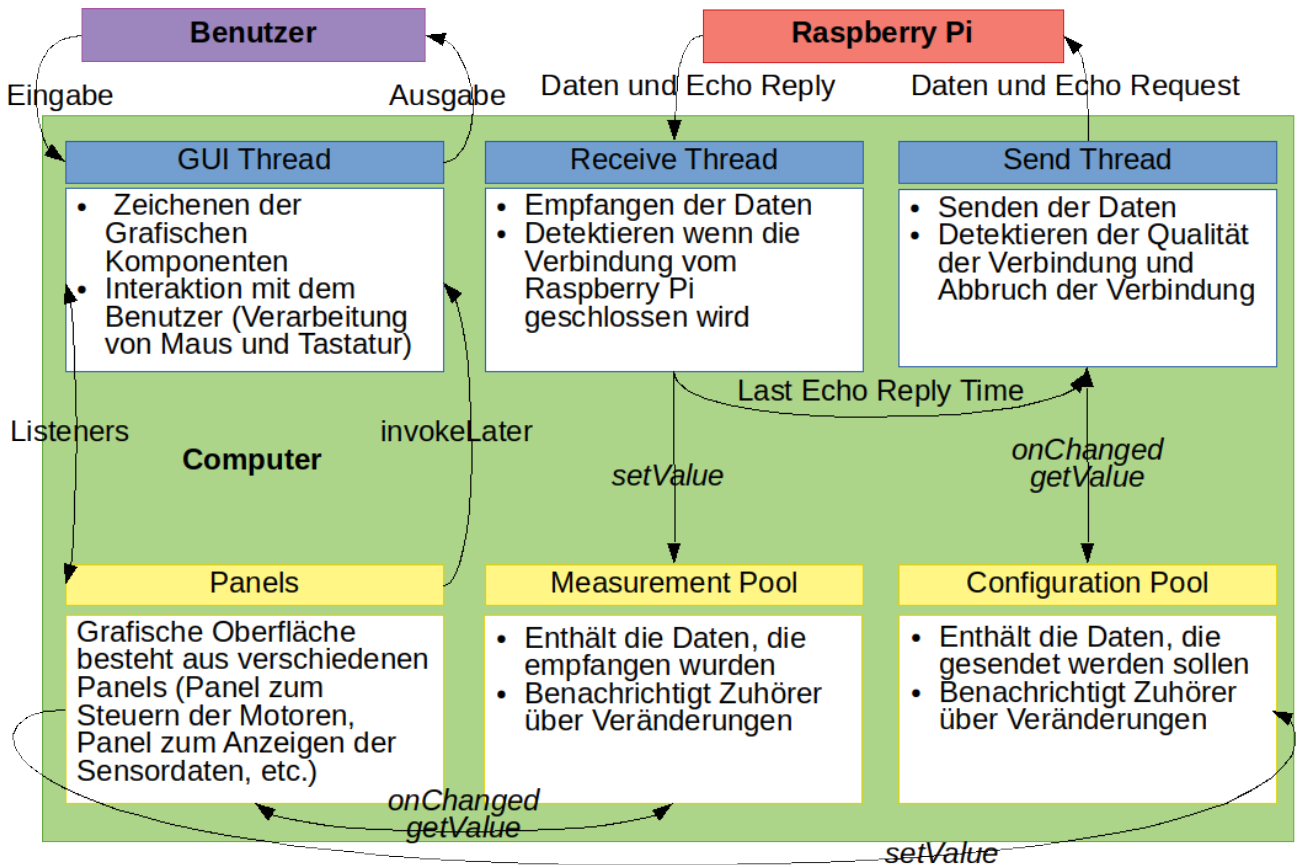 Benutzer
Raspberry Pi
Eingabe
Ausgabe
Daten und Echo Reply
Daten und Echo Request
GUI Thread
• Zeichenen der
Grafischen
Komponenten
• Interaktion mit dem
Benutzer (Verarbeitung
von Maus und Tastatur)
Receive Thread
• Empfangen der Daten
• Detektieren wenn die
Verbindung vom
Raspberry Pi
geschlossen wird
Send Thread
• Senden der Daten
• Detektieren der Qualität
der Verbindung und
Abbruch der Verbindung
Last Echo Reply Time
Listeners
invokeLater
Computer
setValue
onChanged
getValue
Panels
Grafische Oberfläche
besteht aus verschiedenen
Panels (Panel zum
Steuern der Motoren,
Panel zum Anzeigen der
Sensordaten, etc.)
Measurement Pool
• Enthält die Daten, die
empfangen wurden
• Benachrichtigt Zuhörer
über Veränderungen
Configuration Pool
• Enthält die Daten, die
gesendet werden sollen
• Benachrichtigt Zuhörer
über Veränderungen
onChanged
getValue
setValue